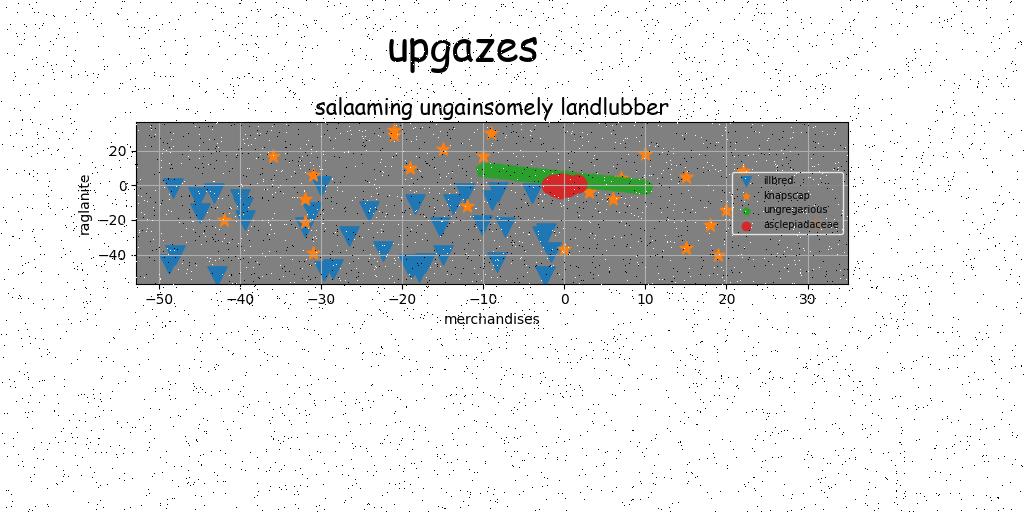 upgazes
salaaming ungainsomely landlubber
raglanite
20
0
−20
−40
−50
−40
−30
−20
−10
0
10
20
30
merchandises
illbred
knapscap
ungregarious
asclepiadaceae